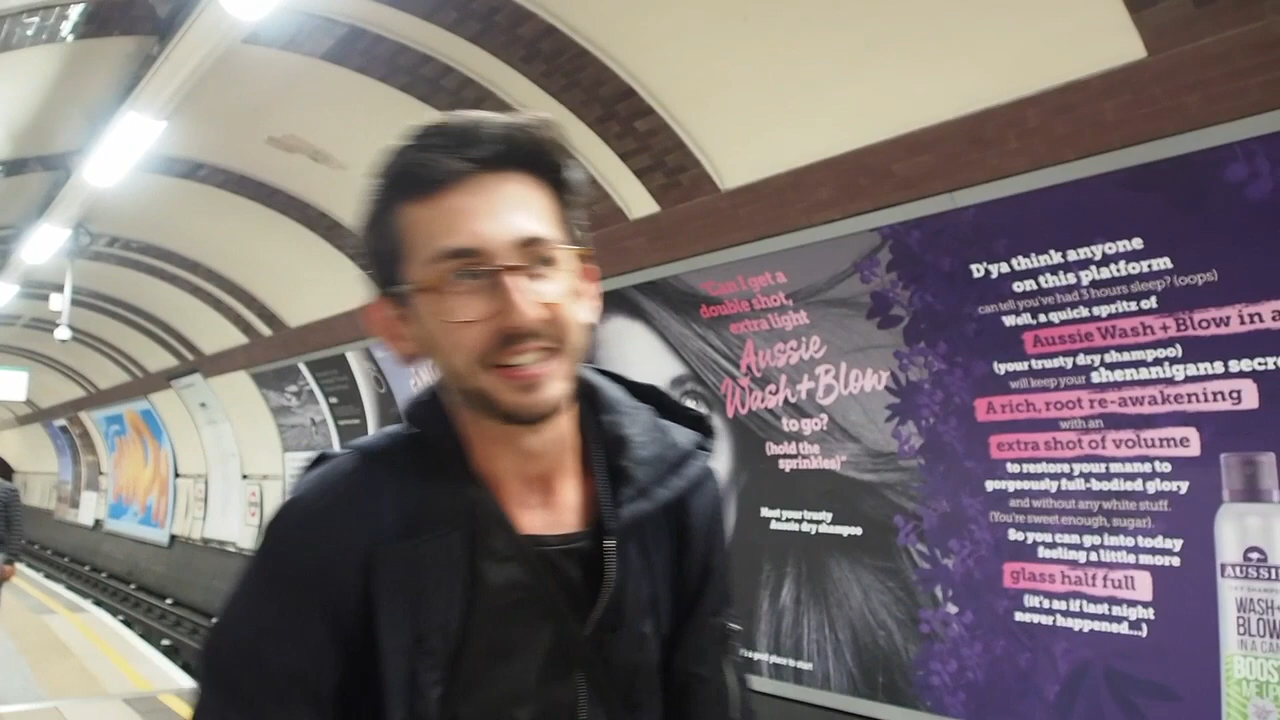 "Can I get a
double shot,
extra light
Aussie
Wash+Blow
to go?
(hold the
sprinkles)"
Meet your trusty
Aussie dry shampoo
D'ya think anyone
on this platform
can tell you've had 3 hours sleep? (oops)
Well, a quick spritz of
Aussie Wash+Blow in a
(your trusty dry shampoo)
will keep your shenanigans secre
A rich, root re-awakening
with an
extra shot of volume
to restore your mane to
gorgeously full-bodied glory
and without any white stuff.
(You're sweet enough, sugar).
So you can go into today
feeling a little more
glass half full
(it's as if last night
never happened...)
AUSSIE
WASH+
BLOW
IN A CAN
BOOST
ME UP